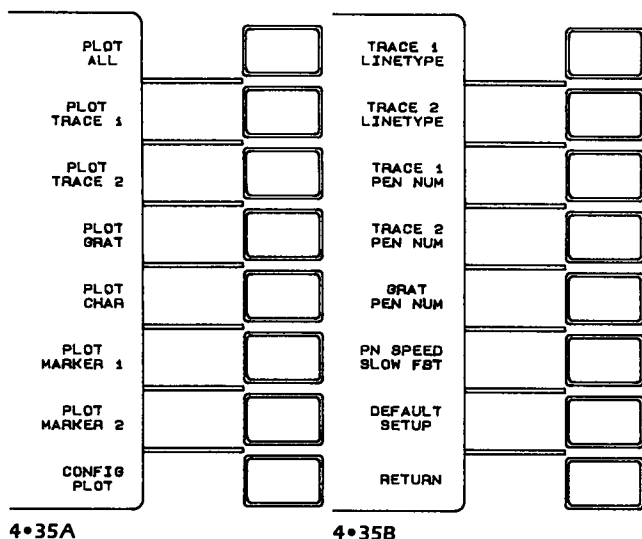 PLOT
ALL
PLOT
TRACE 1
PLOT
TRACE 2
PLOT
GRAT
PLOT
CHAR
PLOT
MARKER 1
PLOT
MARKER 2
CONFIG
PLOT
4•35A
TRACE 1
LINETYPE
TRACE 2
LINETYPE
TRACE 1
PEN NUM
TRACE 2
PEN NUM
GRAT
PEN NUM
PN SPEED
SLOW FST
DEFAULT
SETUP
RETURN
4•35B